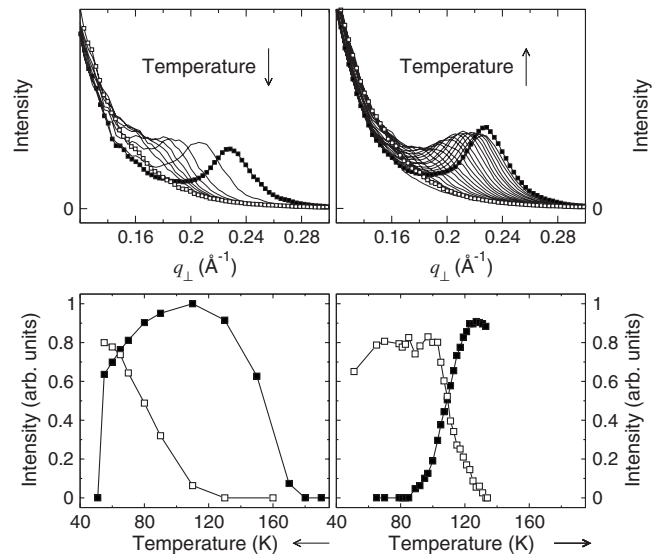 Temperature ↓
Temperature ↑
Intensity
Intensity
0
0
0.16 0.20 0.24 0.28
0.16 0.20 0.24 0.28
q⊥ (Å-1)
q⊥ (Å-1)
Intensity (arb. units)
1
0.8
0.6
0.4
0.2
0
40 80 120 160
Temperature (K) ←
40 80 120 160
Temperature (K) →
1
0.8
0.6
0.4
0.2
0
Intensity (arb. units)